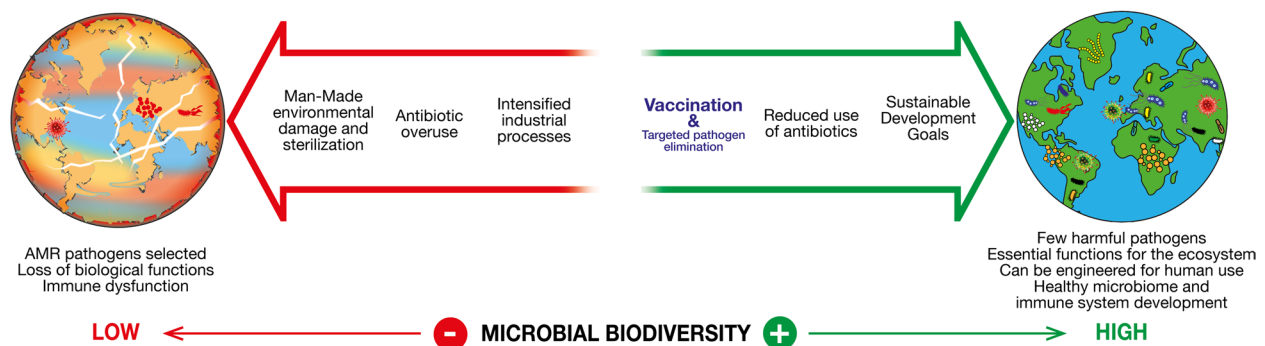 Man-Made
environmental
damage and
sterilization
Antibiotic
overuse
Intensified
industrial
processes
Vaccination
&
Targeted pathogen
elimination
Reduced use
of antibiotics
Sustainable
Development
Goals
AMR pathogens selected
Loss of biological functions
Immune dysfunction
Few harmful pathogens
Essential functions for the ecosystem
Can be engineered for human use
Healthy microbiome and
immune system development
LOW - MICROBIAL BIODIVERSITY + HIGH